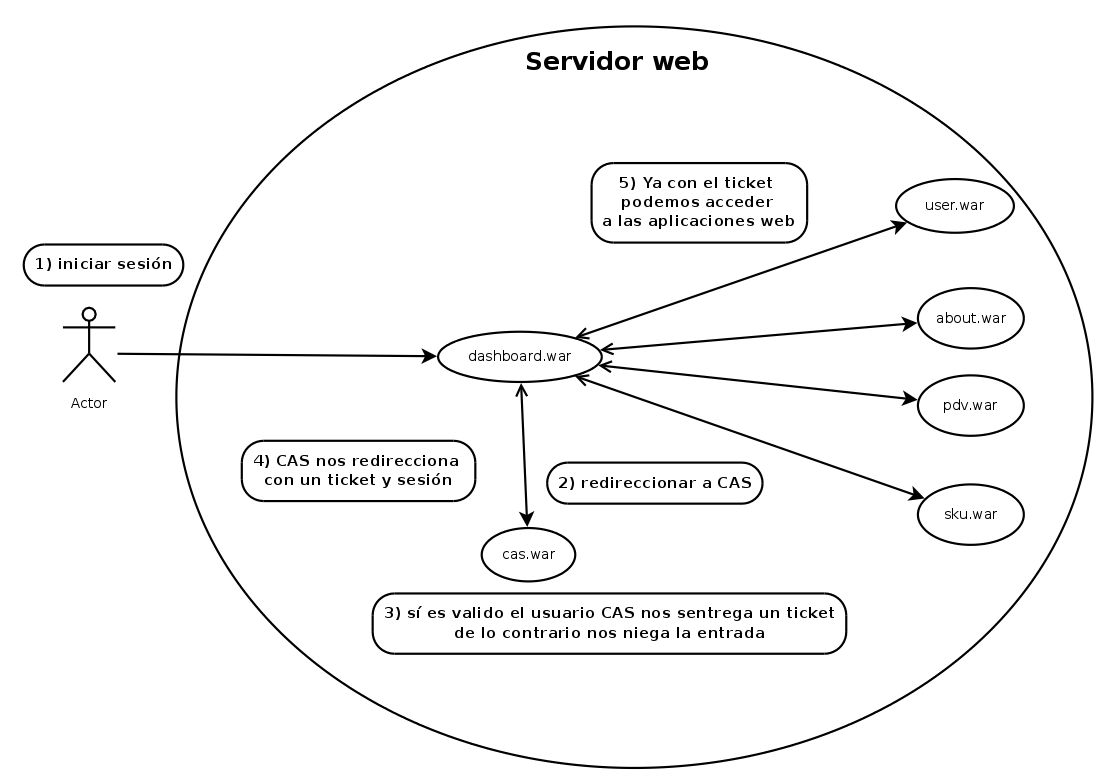 Servidor web
5) Ya con el ticket
podemos acceder
a las aplicaciones web
user.war
1) iniciar sesión
about.war
dashboard.war
pdv.war
Actor
4) CAS nos redirecciona
con un ticket y sesión
2) redireccionar a CAS
sku.war
cas.war
3) sí es valido el usuario CAS nos sentrega un ticket
de lo contrario nos niega la entrada